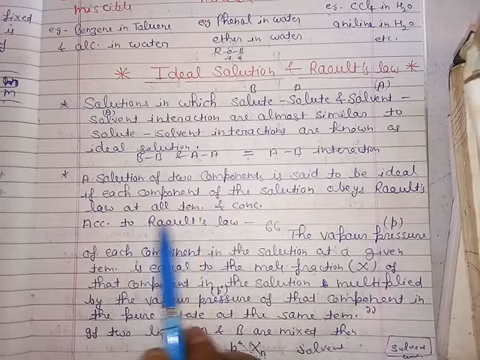 fixed
is
miscible
es- CCl4 in H2O
eg- Benzene in Toluene
eg Phenol in water
aniline in H2O
& alc. in water
ether in water
etc.
R-O-R
* Ideal Solution & Raoult's law *
B B (A)
* Solutions in which solute-Solute & Solvent-
(A)
Solvent interaction are almost similar to
Solute-Solvent interactions are known as
ideal solution.
B-B & A-A = A-B interaction
* A Solution of two components is said to be ideal
if each component of the solution obeys Raoult's
law at all tem. & conc.
Acc. to Raoult's law - 66 The vapour pressure (p)
of each component in the solution at a given
tem. is equal to the mole fraction (X) of
that component in the solution multiplied
(p)
by the vapour pressure of that component in
the pure state at the same tem. 99
If two & B are mixed then
p° Xn solvent
Solved